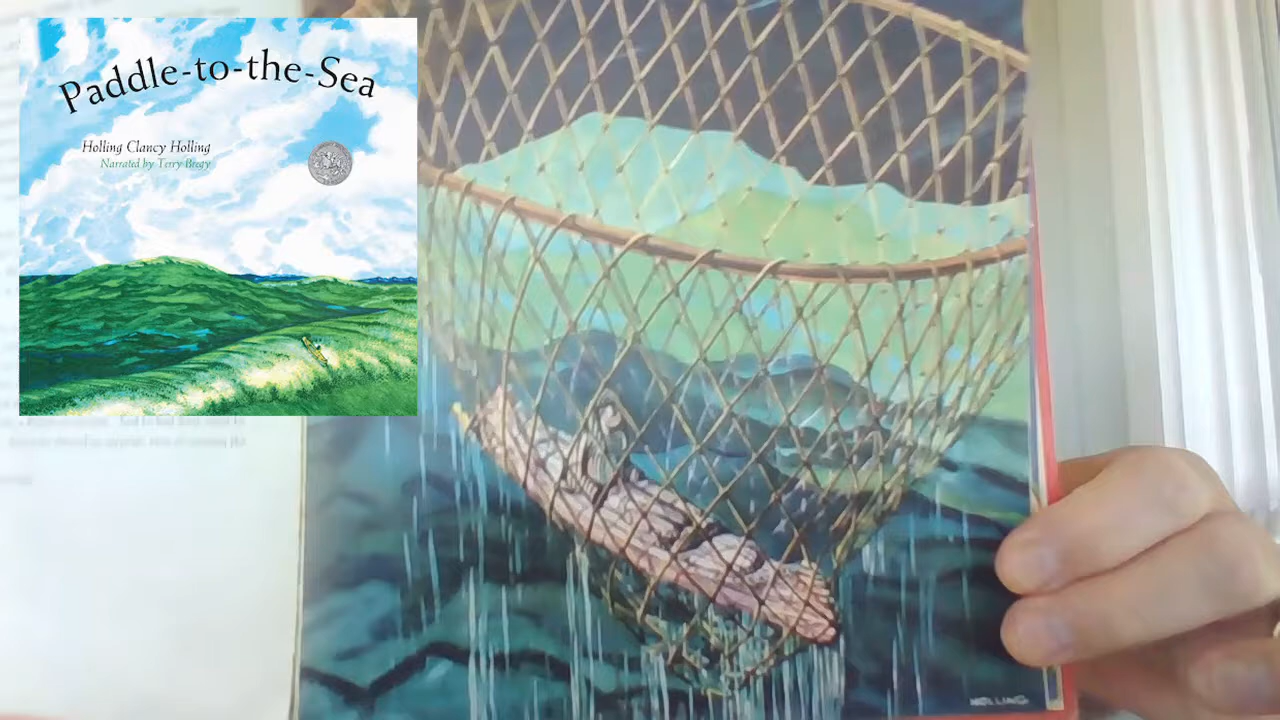 Paddle-to-the-Sea
Holling Clancy Holling
Narrated by Terry Bregy
HOLLING